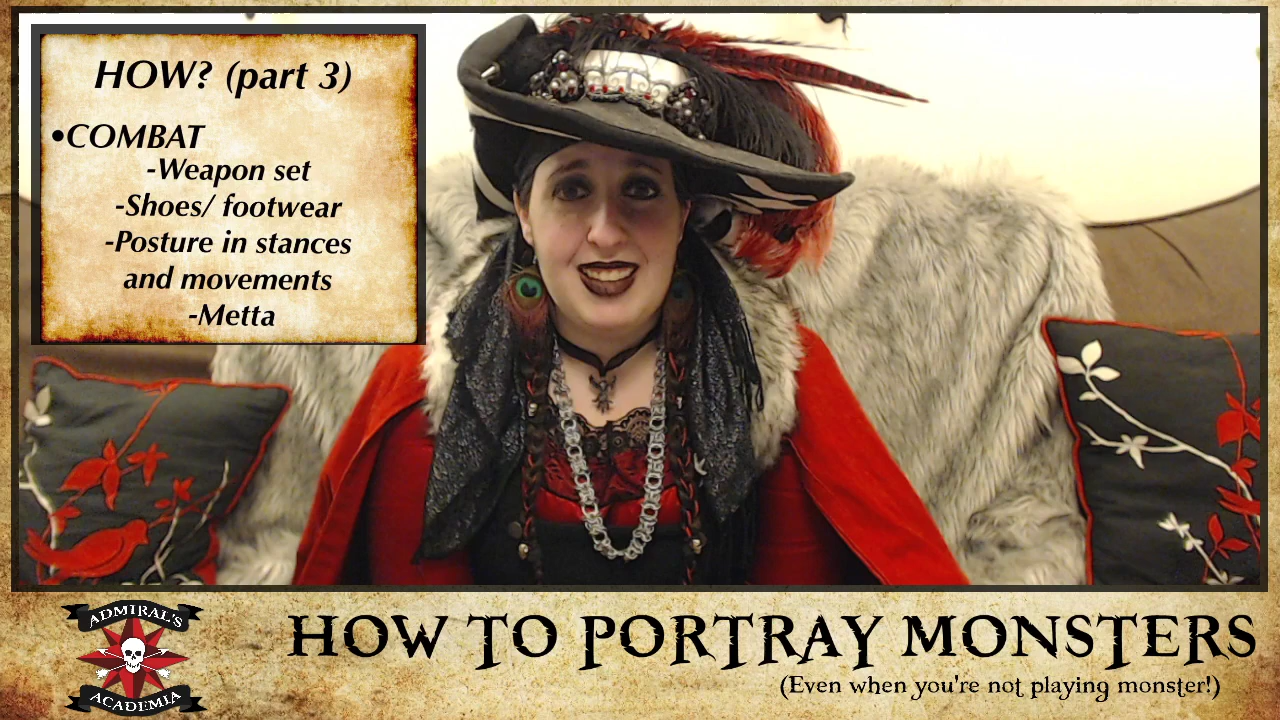 HOW? (part 3)
•COMBAT
-Weapon set
-Shoes/ footwear
-Posture in stances
and movements
-Metta
ADMIRAL'S
ACADEMIA
HOW TO PORTRAY MONSTERS
(Even when you're not playing monster!)